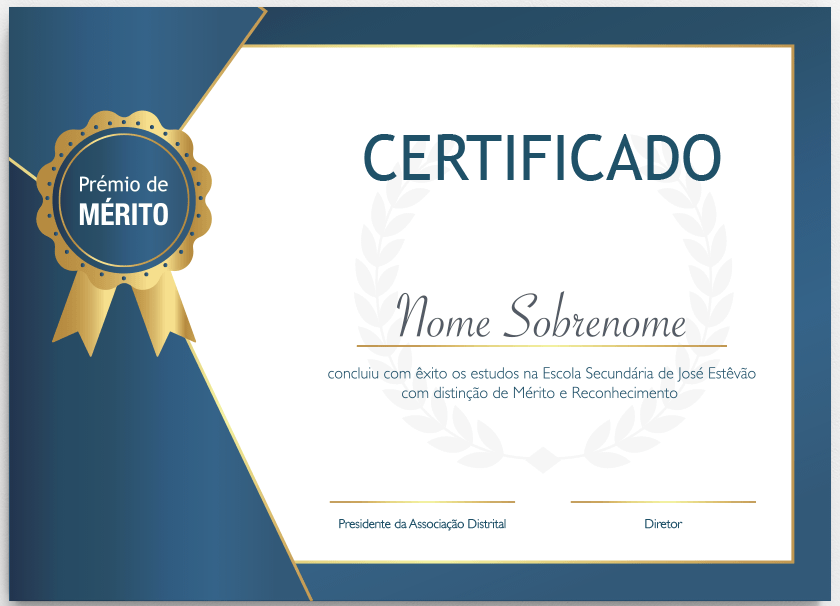 Prémio de
MÉRITO
CERTIFICADO
Nome Sobrenome
concluiu com êxito os estudos na Escola Secundária de José Estêvão
com distinção de Mérito e Reconhecimento
Presidente da Associação Distrital
Diretor